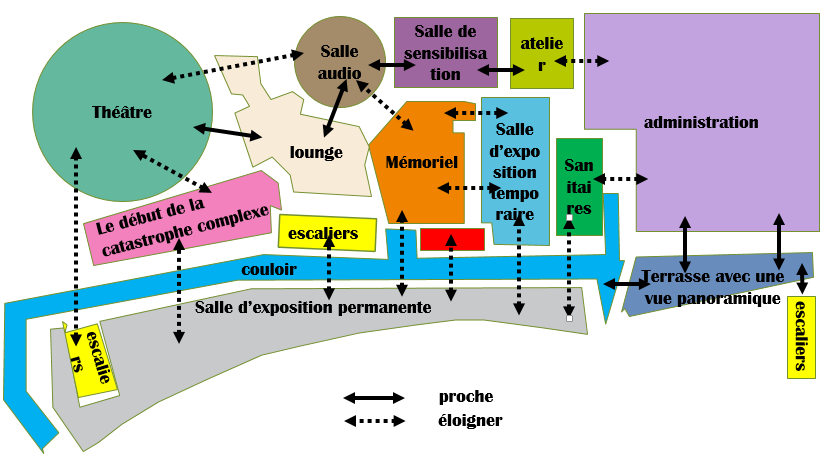 Théâtre
Salle
audio
Salle de
sensibilisa
tion
atelie
r
administration
lounge
Mémoriel
Salle
d'expo
sition
tempo
raire
San
itai
res
Le début de la
catastrophe complexe
escaliers
couloir
Terrasse avec une
vue panoramique
Salle d'exposition permanente
escalie
rs
escaliers
proche
éloigner